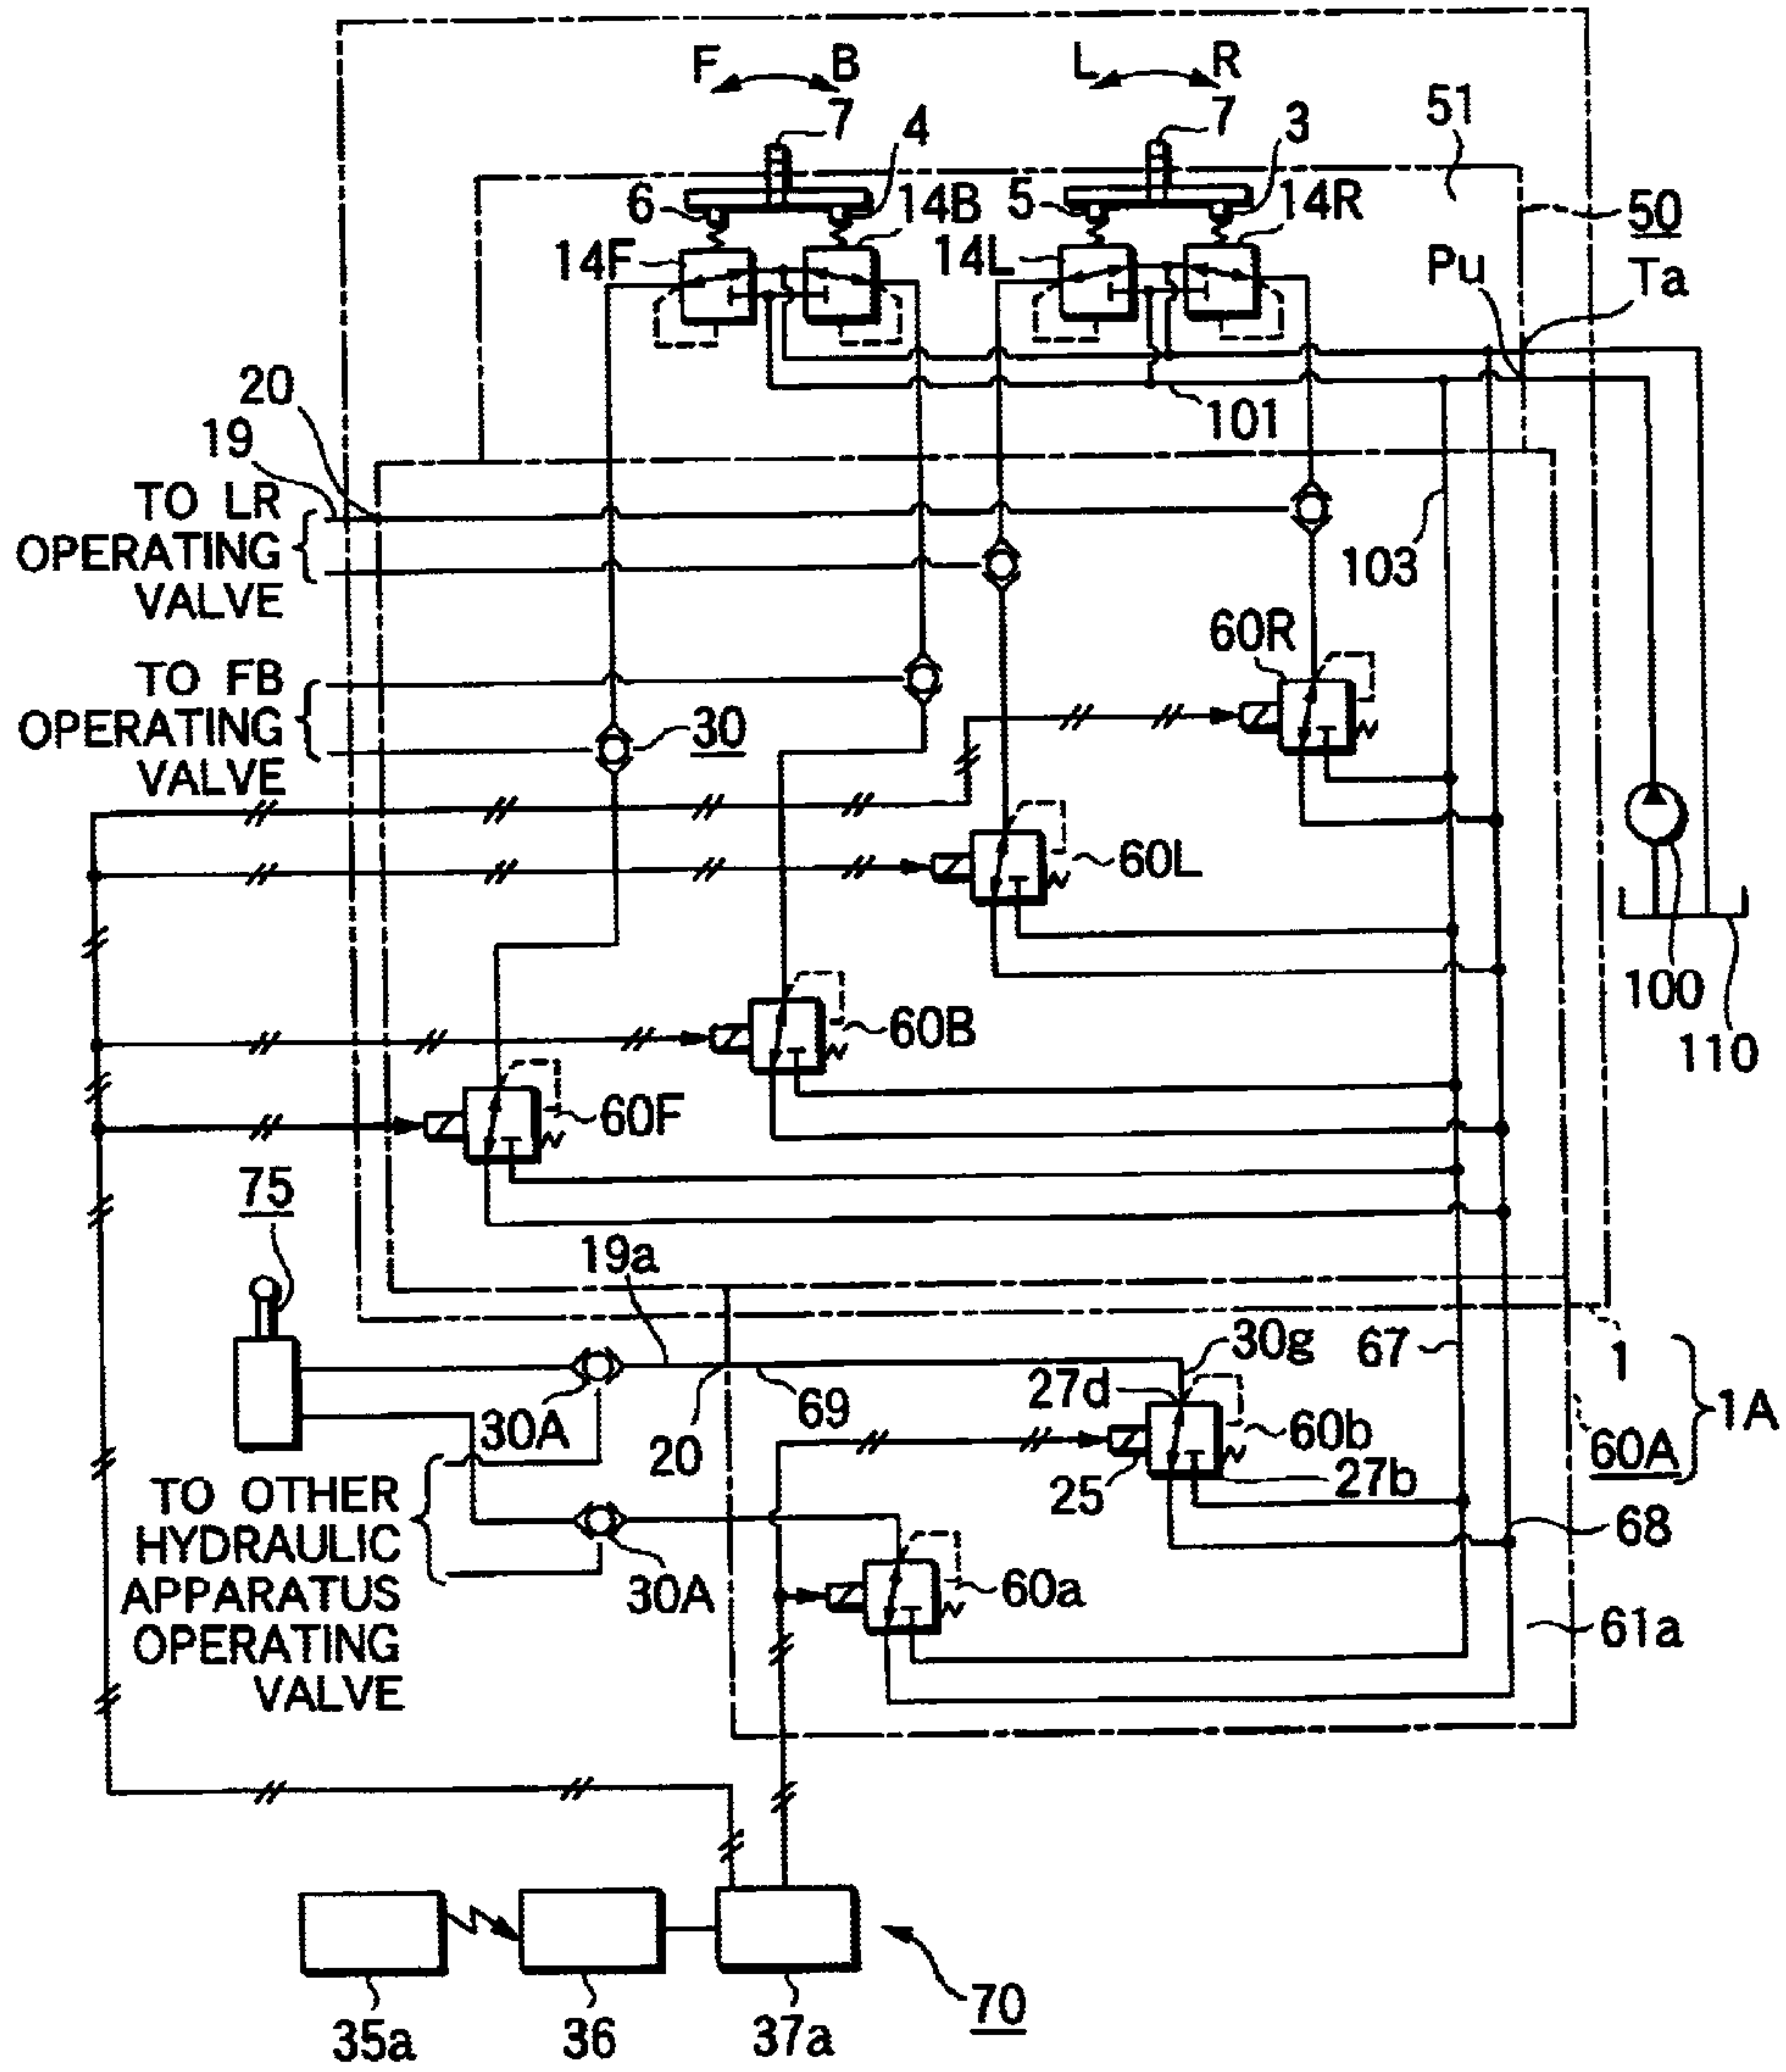 F B L R
7 4 7 3 51
6 14B 5 14R 50
14F 14L Pu Ta
20
19 101
TO LR
OPERATING
VALVE
103
60R
TO FB
OPERATING
VALVE
30
60L
100
60B 110
60F
75
19a
30g 67 1
27d 1A
30A 69 60b 60A
20 25 27b
TO OTHER
HYDRAULIC
APPARATUS
OPERATING
VALVE
68
30A 60a 61a
70
35a 36 37a